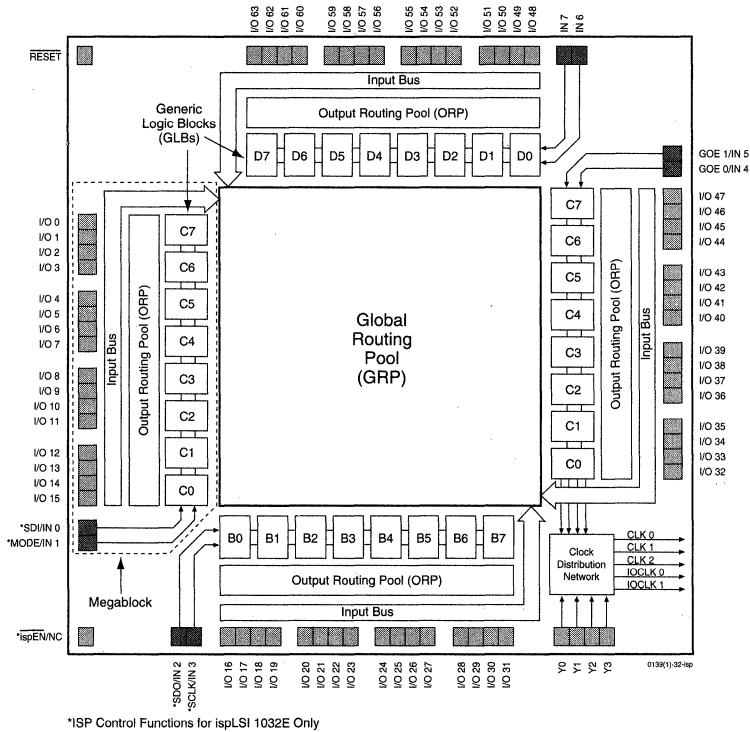 I/O 63
I/O 62
I/O 61
I/O 60
I/O 59
I/O 58
I/O 57
I/O 56
I/O 55
I/O 54
I/O 53
I/O 52
I/O 51
I/O 50
I/O 49
I/O 48
IN 7
IN 6
RESET
Input Bus
Output Routing Pool (ORP)
Generic
Logic Blocks
(GLBs)
D7
D6
D5
D4
D3
D2
D1
D0
GOE 1/IN 5
GOE 0/IN 4
I/O 0
I/O 1
I/O 2
I/O 3
I/O 4
I/O 5
I/O 6
I/O 7
I/O 8
I/O 9
I/O 10
I/O 11
I/O 12
I/O 13
I/O 14
I/O 15
*SDI/IN 0
*MODE/IN 1
Input Bus
Output Routing Pool (ORP)
C7
C6
C5
C4
C3
C2
C1
C0
Global
Routing
Pool
(GRP)
C7
C6
C5
C4
C3
C2
C1
C0
Output Routing Pool (ORP)
Input Bus
I/O 47
I/O 46
I/O 45
I/O 44
I/O 43
I/O 42
I/O 41
I/O 40
I/O 39
I/O 38
I/O 37
I/O 36
I/O 35
I/O 34
I/O 33
I/O 32
B0
B1
B2
B3
B4
B5
B6
B7
Output Routing Pool (ORP)
Input Bus
Clock
Distribution
Network
CLK 0
CLK 1
CLK 2
IOCLK 0
IOCLK 1
Megablock
*ispEN/NC
*SDO/IN 2
*SCLK/IN 3
I/O 16
I/O 17
I/O 18
I/O 19
I/O 20
I/O 21
I/O 22
I/O 23
I/O 24
I/O 25
I/O 26
I/O 27
I/O 28
I/O 29
I/O 30
I/O 31
Y0
Y1
Y2
Y3
0139(1)-32-isp
*ISP Control Functions for ispLSI 1032E Only